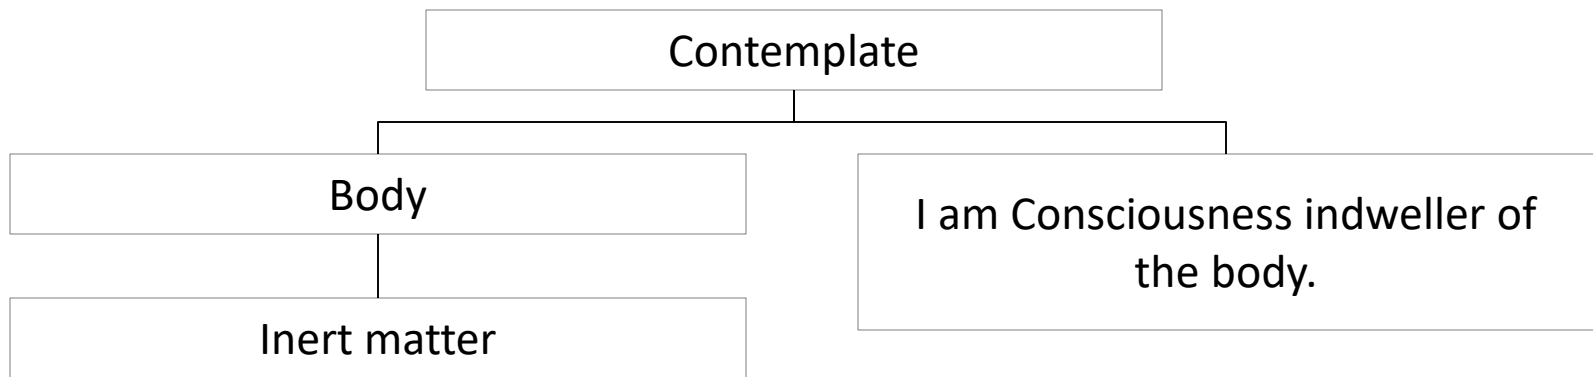 Contemplate
Body
I am Consciousness indweller of
the body.
Inert matter